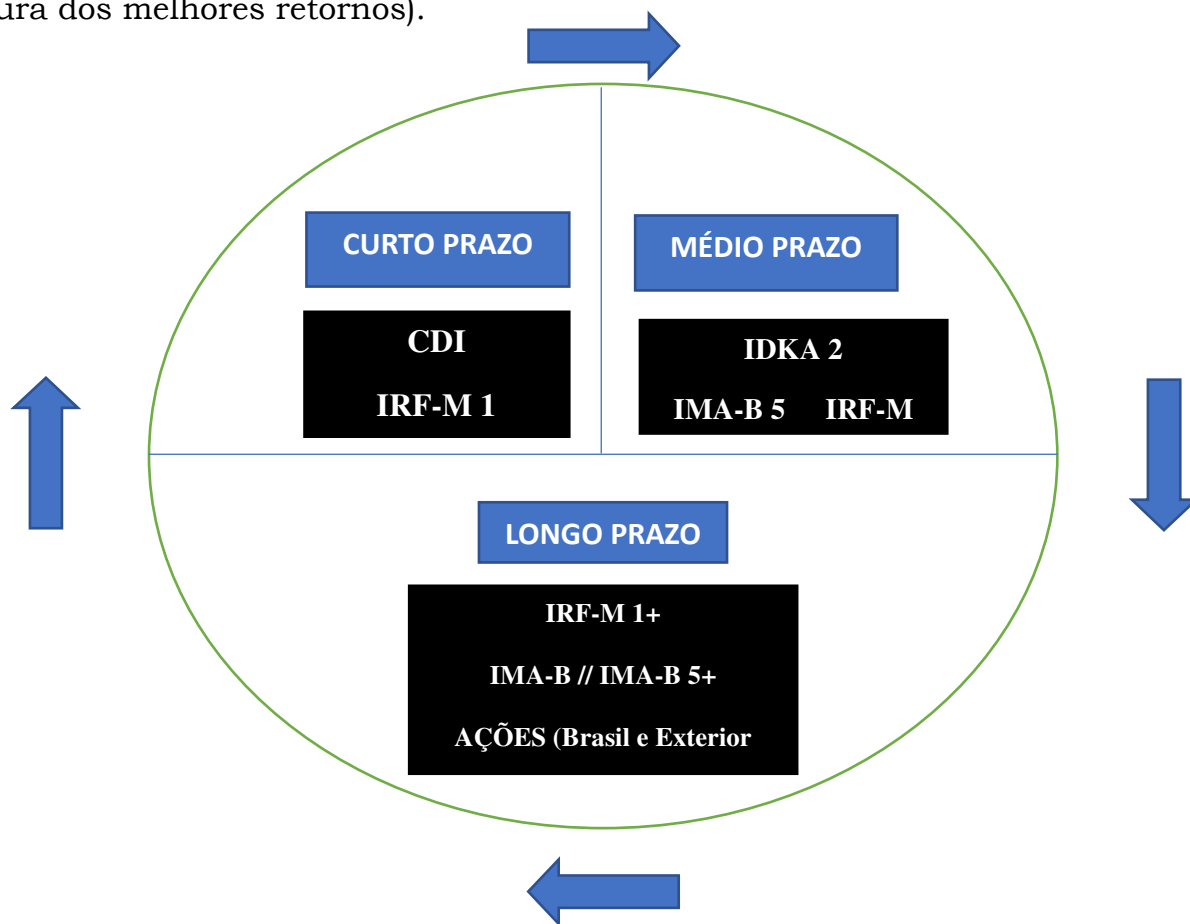 ura dos melhores retornos).
CURTO PRAZO
CDI
IRF-M 1
MÉDIO PRAZO
IDKA 2
IMA-B 5 IRF-M
LONGO PRAZO
IRF-M 1+
IMA-B // IMA-B 5+
AÇÕES (Brasil e Exterior